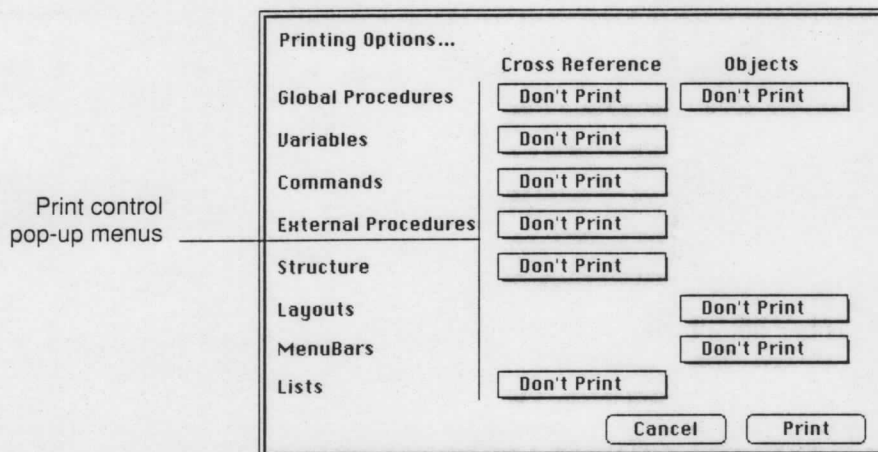 Printing Options...
Cross Reference Objects
Global Procedures Don't Print Don't Print
Variables Don't Print
Commands Don't Print
External Procedures Don't Print
Print control
pop-up menus
Structure Don't Print
Layouts Don't Print
MenuBars Don't Print
Lists Don't Print
Cancel Print